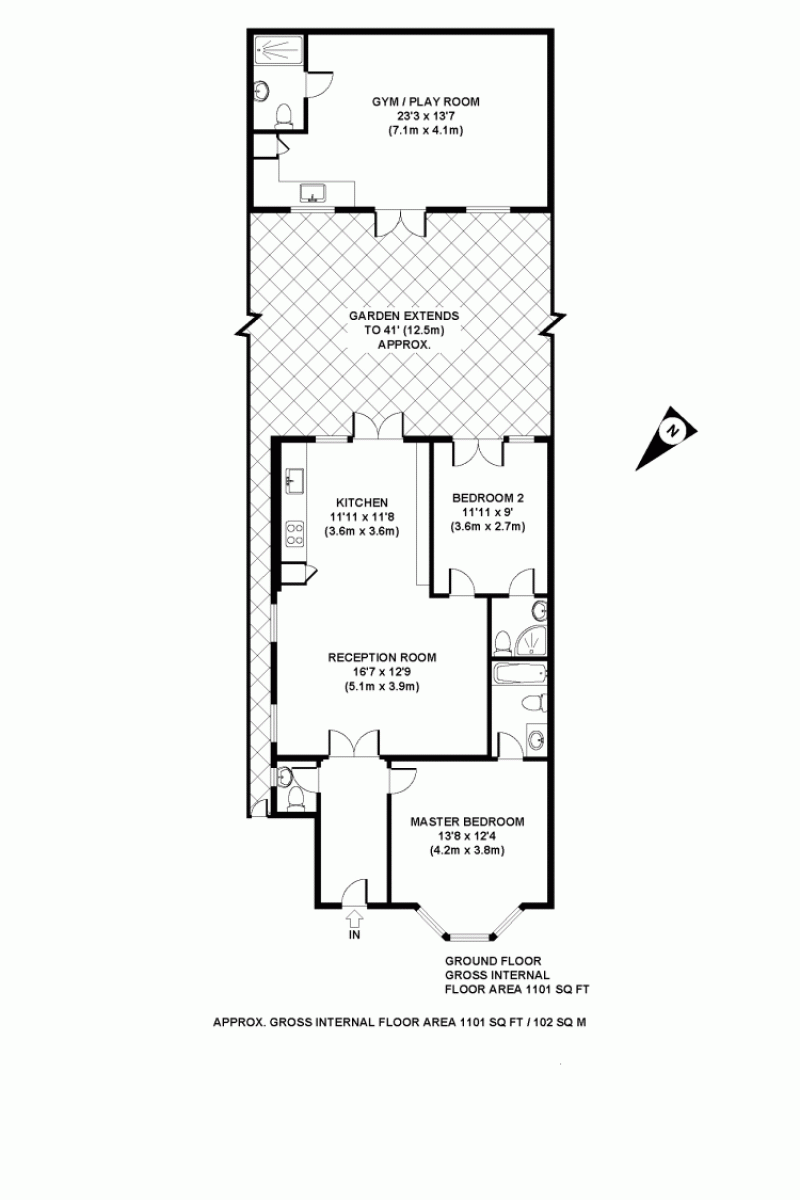 GYM / PLAY ROOM
23'3 x 13'7
(7.1m x 4.1m)
GARDEN EXTENDS
TO 41' (12.5m)
APPROX.
N
KITCHEN
11'11 x 11'8
(3.6m x 3.6m)
BEDROOM 2
11'11 x 9'
(3.6m x 2.7m)
RECEPTION ROOM
16'7 x 12'9
(5.1m x 3.9m)
MASTER BEDROOM
13'8 x 12'4
(4.2m x 3.8m)
IN
GROUND FLOOR
GROSS INTERNAL
FLOOR AREA 1101 SQ FT
APPROX. GROSS INTERNAL FLOOR AREA 1101 SQ FT / 102 SQ M